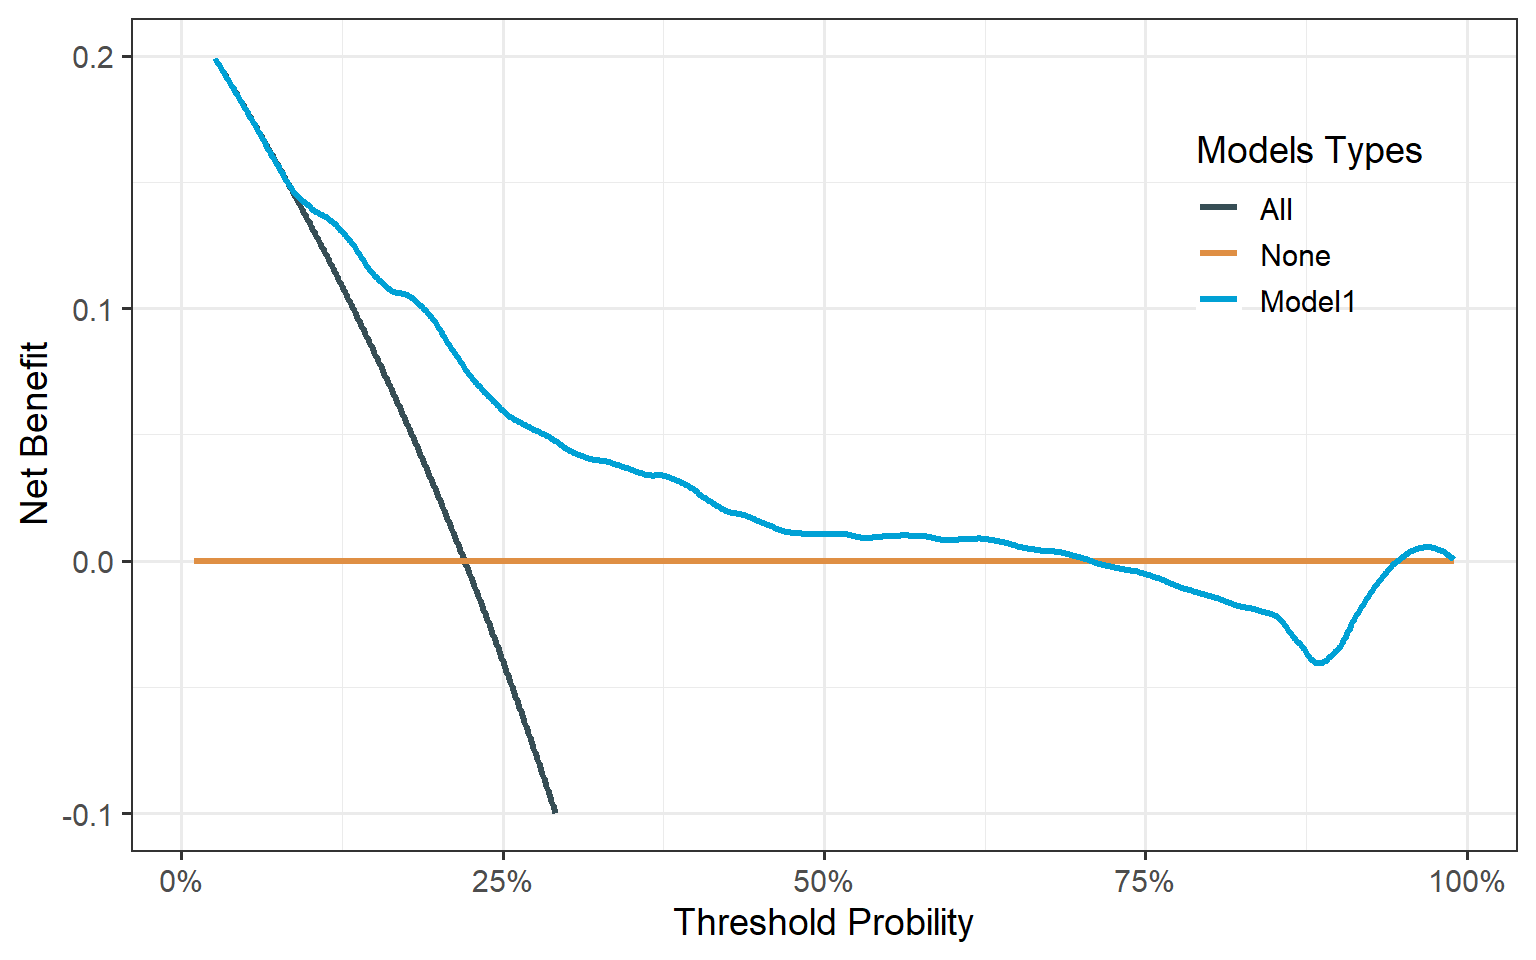 0.2
0.1
0.0
-0.1
Net Benefit
Models Types
All
None
Model1
0%
25%
50%
75%
100%
Threshold Probility